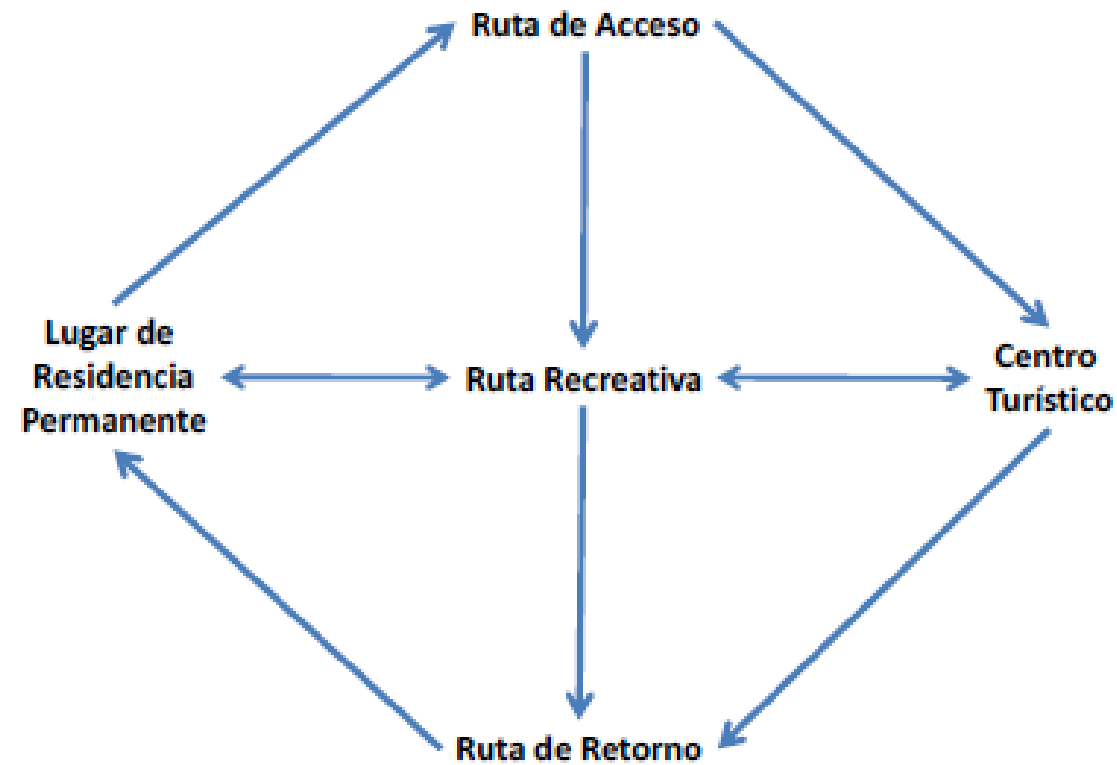 Ruta de Acceso
Lugar de
Residencia
Permanente
Ruta Recreativa
Centro
Turístico
Ruta de Retorno